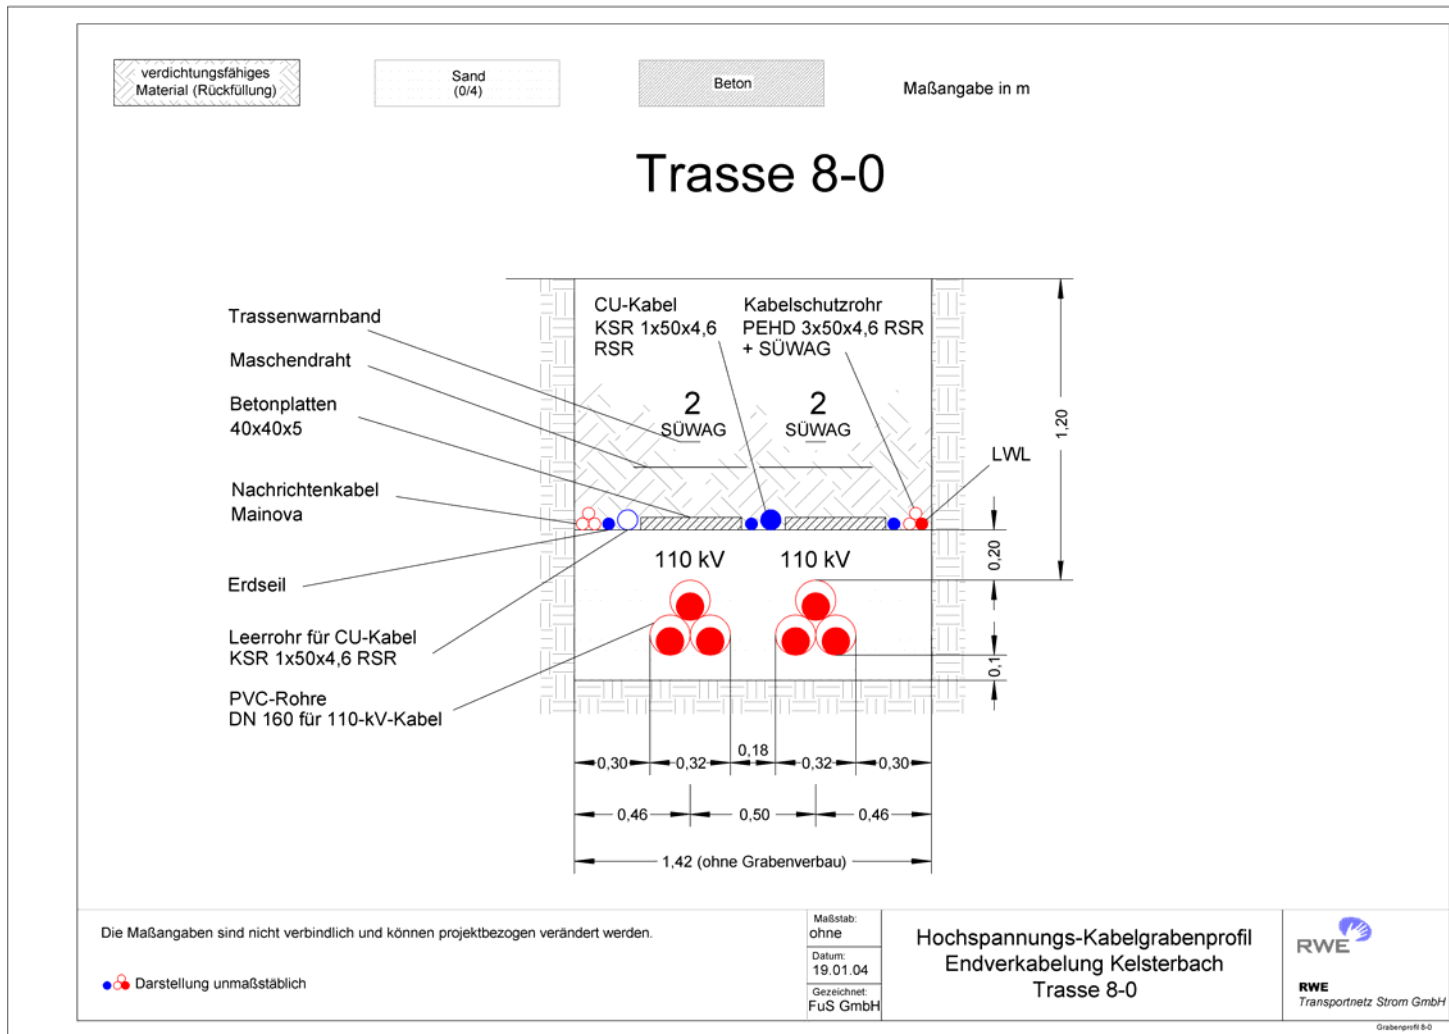 verdichtungsfähiges
Material (Rückfüllung)
Sand
(0/4)
Beton
Maßangabe in m
Trasse 8-0
CU-Kabel
KSR 1x50x4,6
RSR
Kabelschutzrohr
PEHD 3x50x4,6 RSR
+ SÜWAG
Trassenwarnband
Maschendraht
Betonplatten
40x40x5
2
SÜWAG
2
SÜWAG
1,20
LWL
Nachrichtenkabel
Mainova
0,20
110 kV
110 kV
Erdseil
Leerrohr für CU-Kabel
KSR 1x50x4,6 RSR
0,1
PVC-Rohre
DN 160 für 110-kV-Kabel
0,30
0,32
0,18
0,32
0,30
0,46
0,50
0,46
1,42 (ohne Grabenverbau)
Die Maßangaben sind nicht verbindlich und können projektbezogen verändert werden.
Darstellung unmaßstäblich
Maßstab:
ohne
Datum:
19.01.04
Gezeichnet:
FuS GmbH
Hochspannungs-Kabelgrabenprofil
Endverkabelung Kelsterbach
Trasse 8-0
RWE
RWE
Transportnetz Strom GmbH
Grabenprofil 8-0